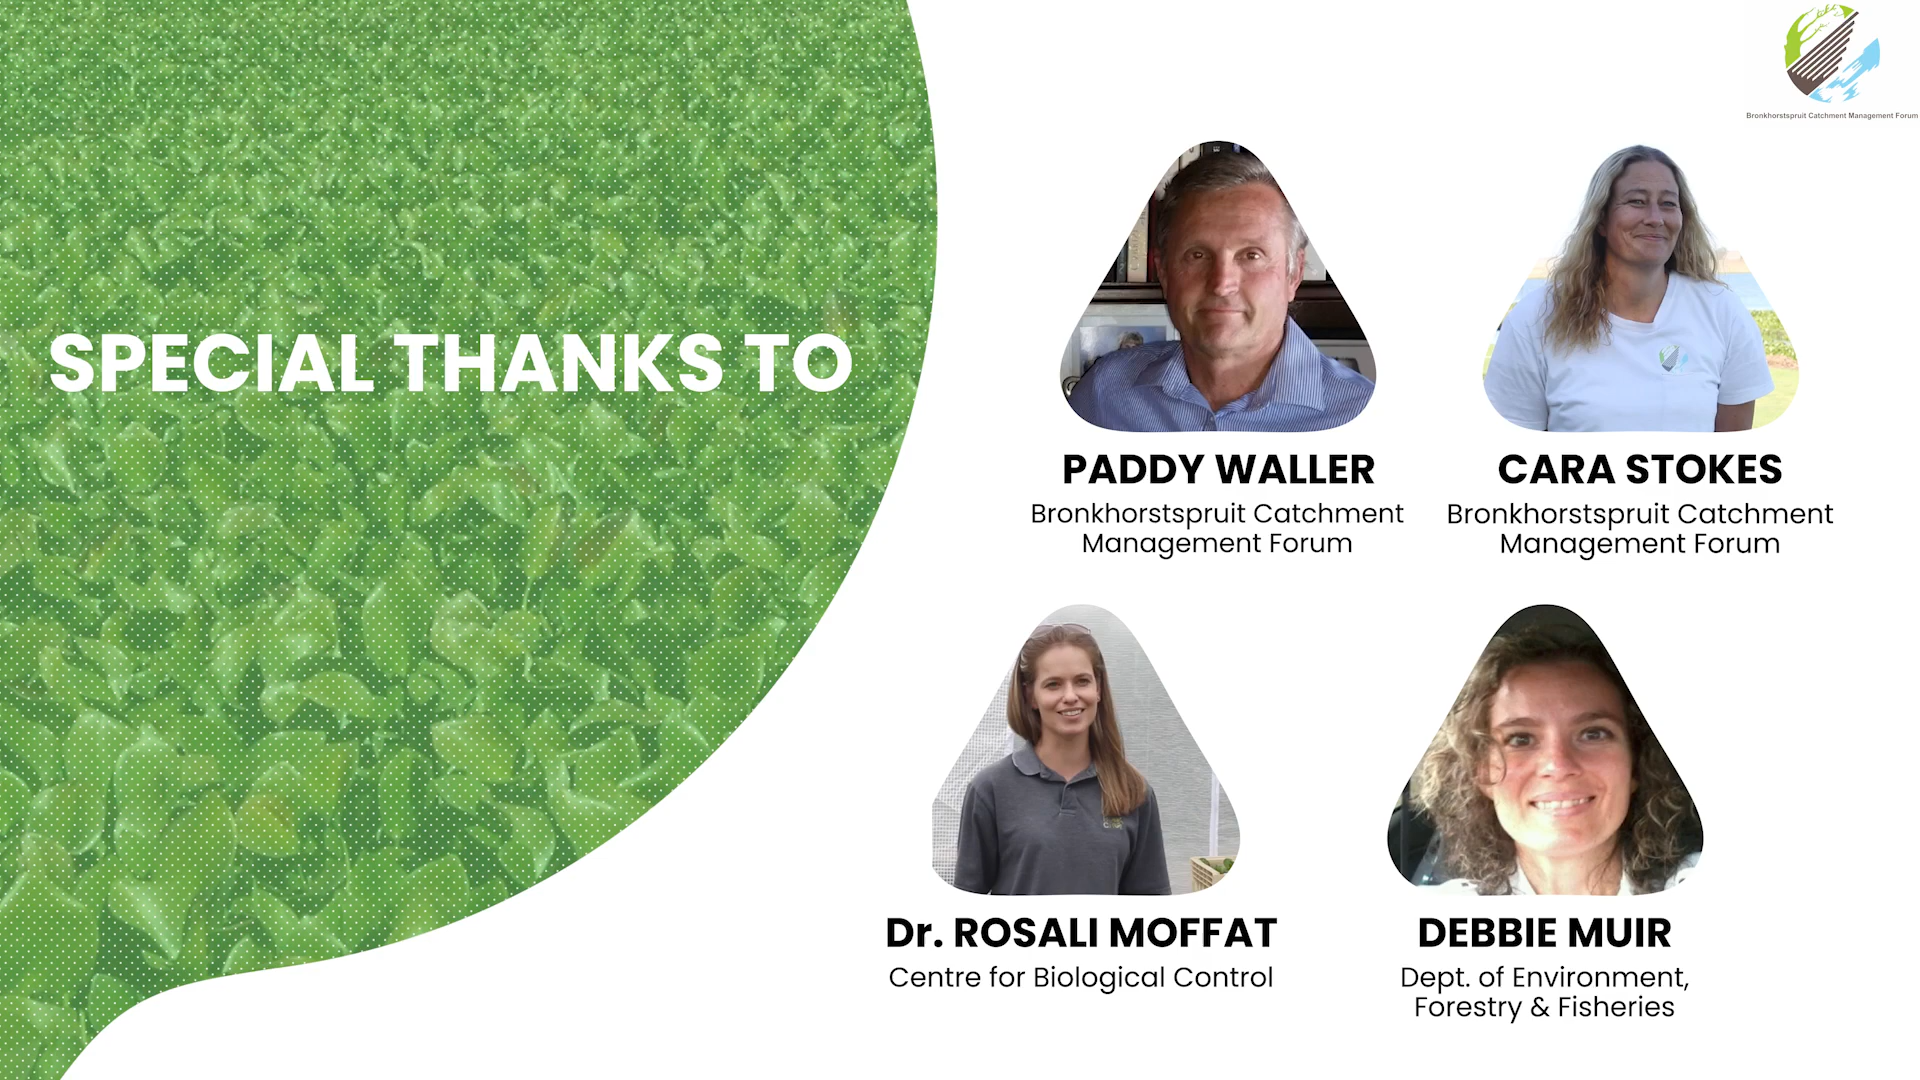 Bronkhorstspruit Catchment Management Forum
SPECIAL THANKS TO
PADDY WALLER
Bronkhorstspruit Catchment
Management Forum
CARA STOKES
Bronkhorstspruit Catchment
Management Forum
Dr. ROSALI MOFFAT
Centre for Biological Control
DEBBIE MUIR
Dept. of Environment,
Forestry & Fisheries